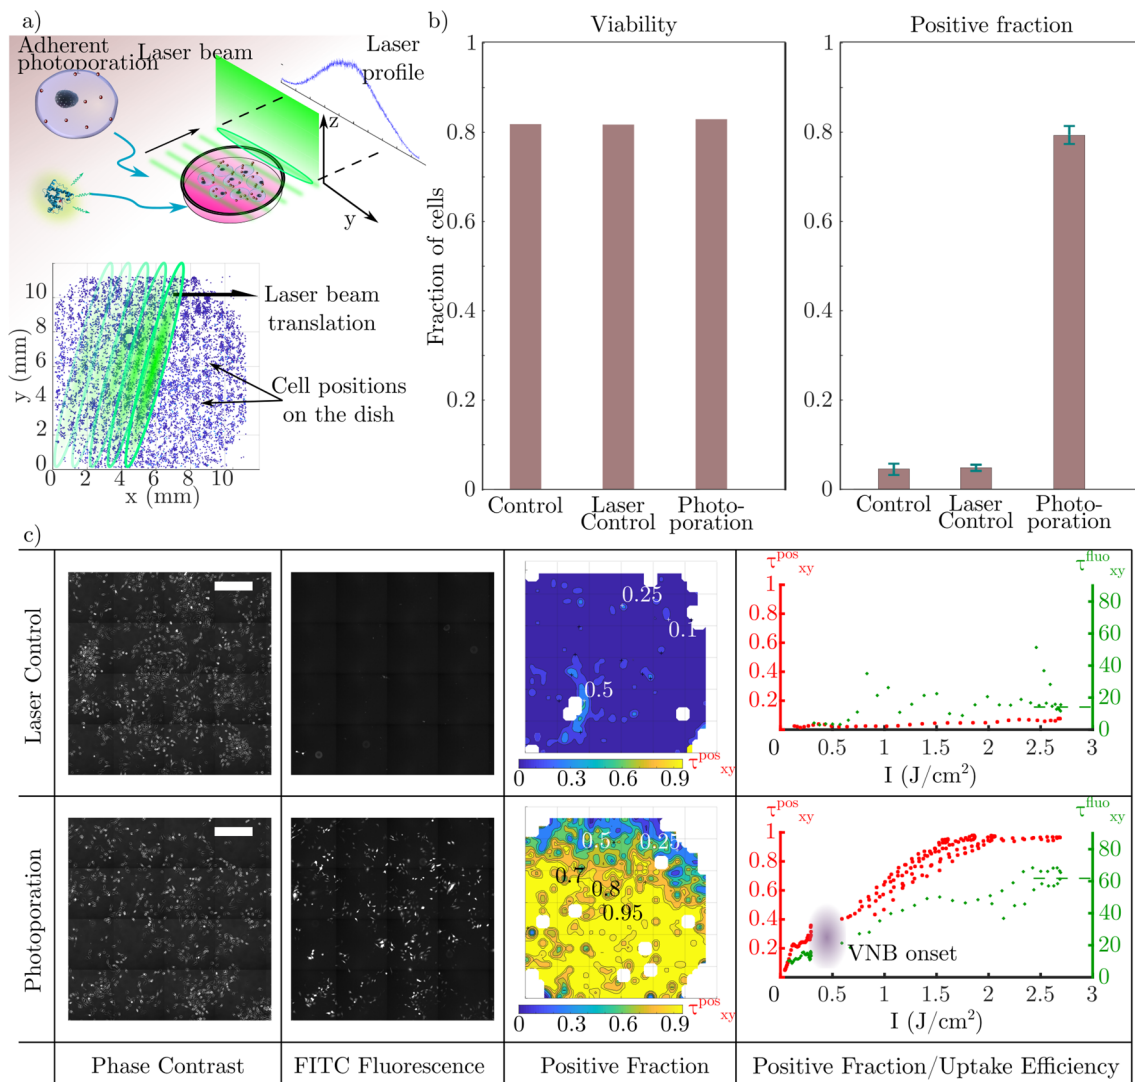 a)
Adherent
photoporation
Laser beam
Laser
profile
z
y
10
8
6
4
2
0
y (mm)
0 2 4 6 8 10
x (mm)
Laser beam
translation
Cell positions
on the dish
b)
Viability
Positive fraction
1
0.8
0.6
0.4
0.2
0
Fraction of cells
Control
Laser
Control
Photo-
poration
1
0.8
0.6
0.4
0.2
0
Control
Laser
Control
Photo-
poration
c)
Laser Control
0.25
0.1
0.5
0 0.3 0.6 0.9
τ^pos_xy
τ^pos_xy
1
0.8
0.6
0.4
0.2
τ^fluo_xy
80
60
40
20
0
0 0.5 1 1.5 2 2.5 3
I (J/cm²)
Photoporation
0.5
0.25
0.7
0.8
0.95
0 0.3 0.6 0.9
τ^pos_xy
τ^pos_xy
1
0.8
0.6
0.4
0.2
τ^fluo_xy
100
80
60
40
20
0
VNB onset
0 0.5 1 1.5 2 2.5 3
I (J/cm²)
Phase Contrast
FITC Fluorescence
Positive Fraction
Positive Fraction/Uptake Efficiency